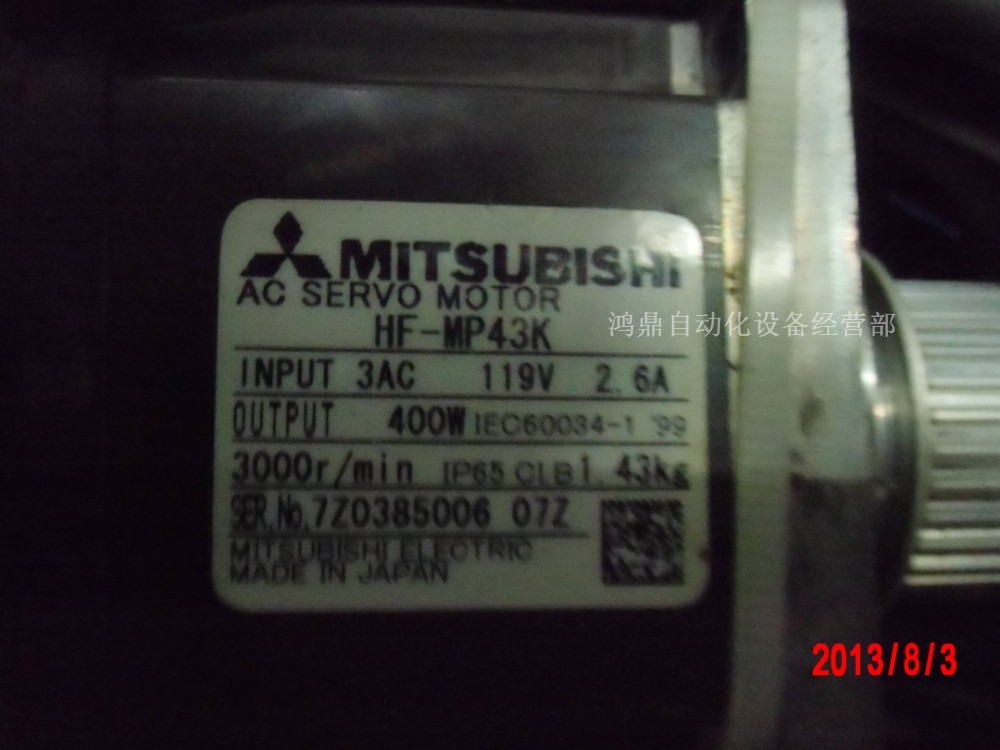 MITSUBISHI
AC SERVO MOTOR
HF-MP43K
鸿鼎自动化设备经营部
INPUT 3AC 119V 2.6A
OUTPUT 400W IEC60034-1 '99
3000r/min IP65 Cl.B 1.43kg
SER.No.7Z0385006 07Z
MITSUBISHI ELECTRIC
MADE IN JAPAN
2013/8/3